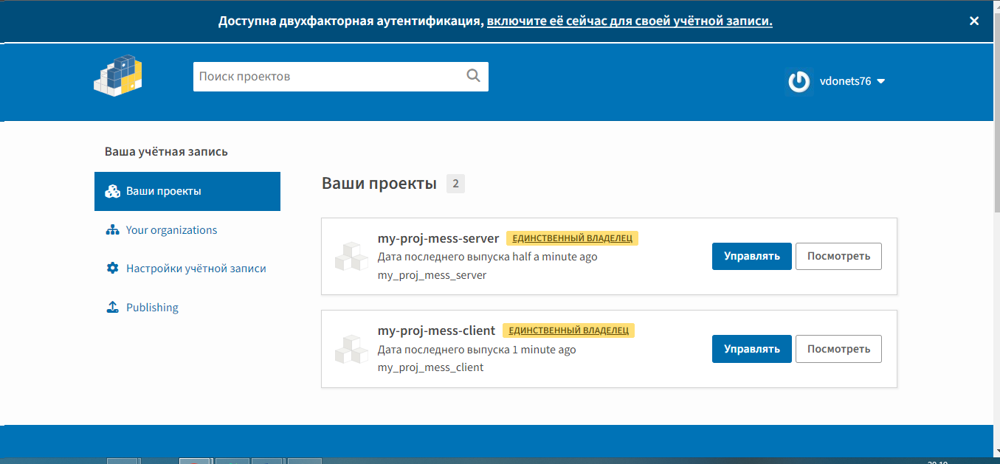 Доступна двухфакторная аутентификация, включите её сейчас для своей учётной записи.
Поиск проектов
vdonets76
Ваша учётная запись
Ваши проекты
Your organizations
Настройки учётной записи
Publishing
Ваши проекты 2
my-proj-mess-server ЕДИНСТВЕННЫЙ ВЛАДЕЛЕЦ
Дата последнего выпуска half a minute ago
my_proj_mess_server
Управлять Посмотреть
my-proj-mess-client ЕДИНСТВЕННЫЙ ВЛАДЕЛЕЦ
Дата последнего выпуска 1 minute ago
my_proj_mess_client
Управлять Посмотреть